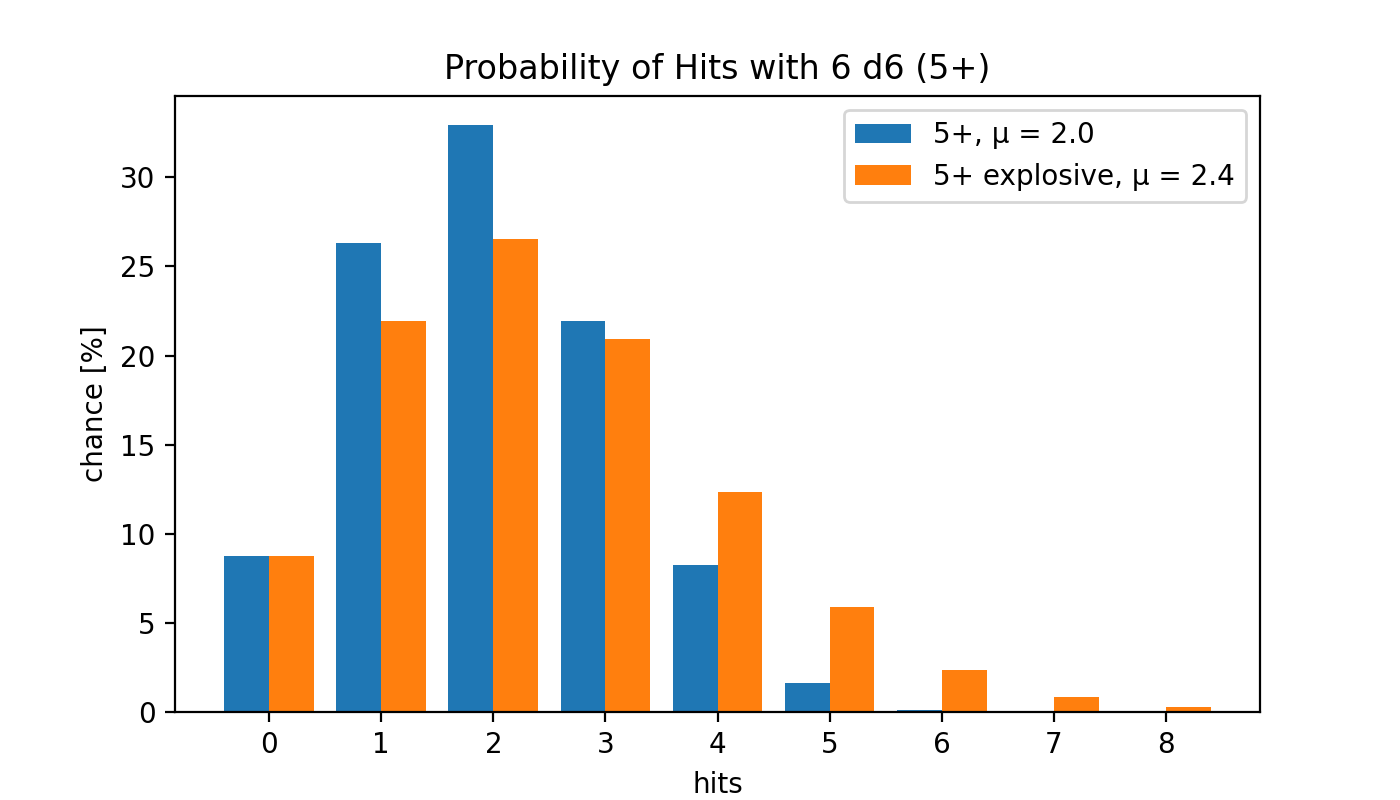 Probability of Hits with 6 d6 (5+)
5+, μ = 2.0
5+ explosive, μ = 2.4
chance [%]
30
25
20
15
10
5
0
0 1 2 3 4 5 6 7 8
hits